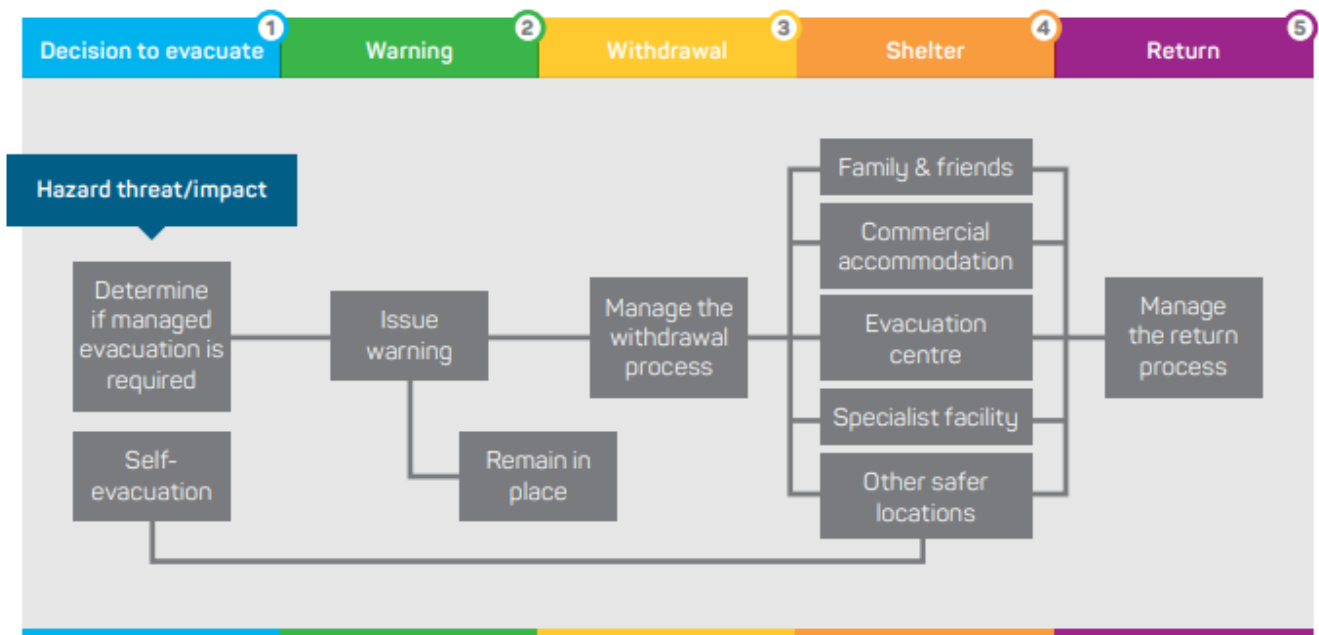 1
2
3
4
5
Decision to evacuate
Warning
Withdrawal
Shelter
Return
Hazard threat/impact
Determine
if managed
evacuation is
required
Self-
evacuation
Issue
warning
Remain in
place
Manage the
withdrawal
process
Family & friends
Commercial
accommodation
Evacuation
centre
Specialist facility
Other safer
locations
Manage
the return
process